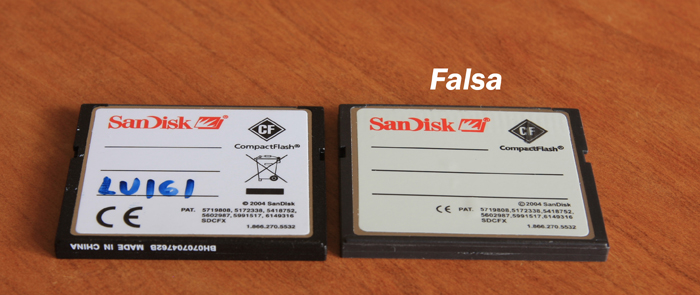 Falsa
SanDisk
CF
CompactFlash®
LUIGI
© 2004 SanDisk
CE
PAT. 5719808, 5172338, 5418752,
5602987, 5991517, 6149316
SDCFX
1.866.270.5532
BH070704762B MADE IN CHINA
SanDisk
CF
CompactFlash®
© 2004 SanDisk
CE PAT. 5719808, 5172338, 5418752,
5602987, 5991517, 6149316
SDCFX
1.866.270.5532